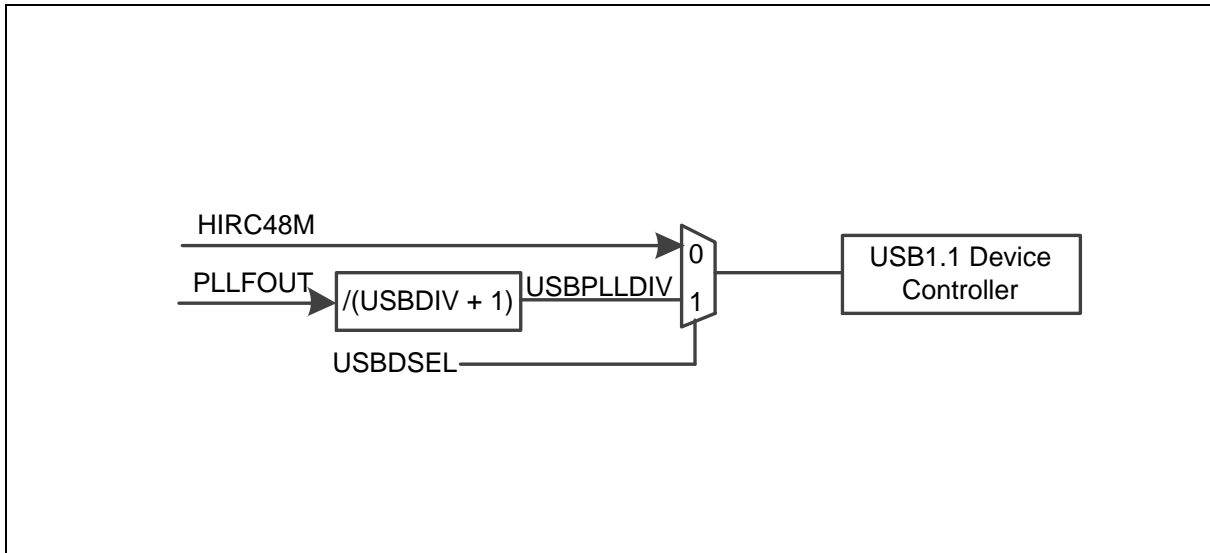 HIRC48M
PLLFOUT
/(USBDIV + 1)
USBPLLDIV
0
1
USBDSEL
USB1.1 Device
Controller